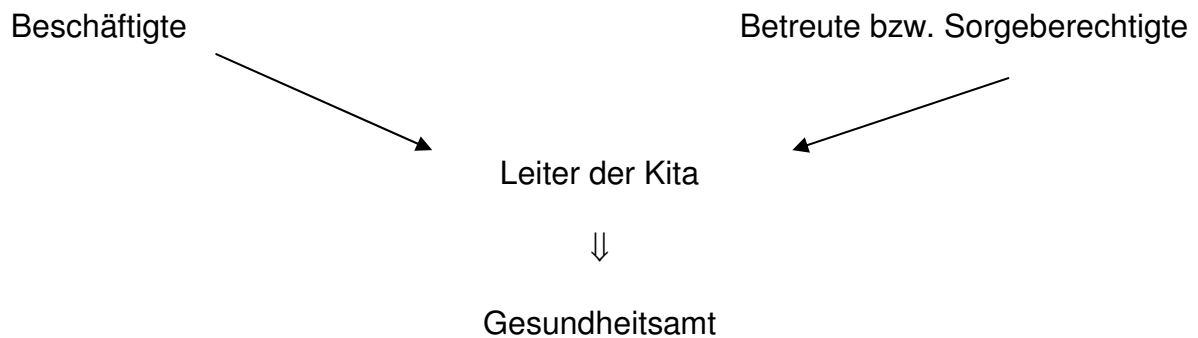 Beschäftigte Betreute bzw. Sorgeberechtigte
Leiter der Kita
⇓
Gesundheitsamt